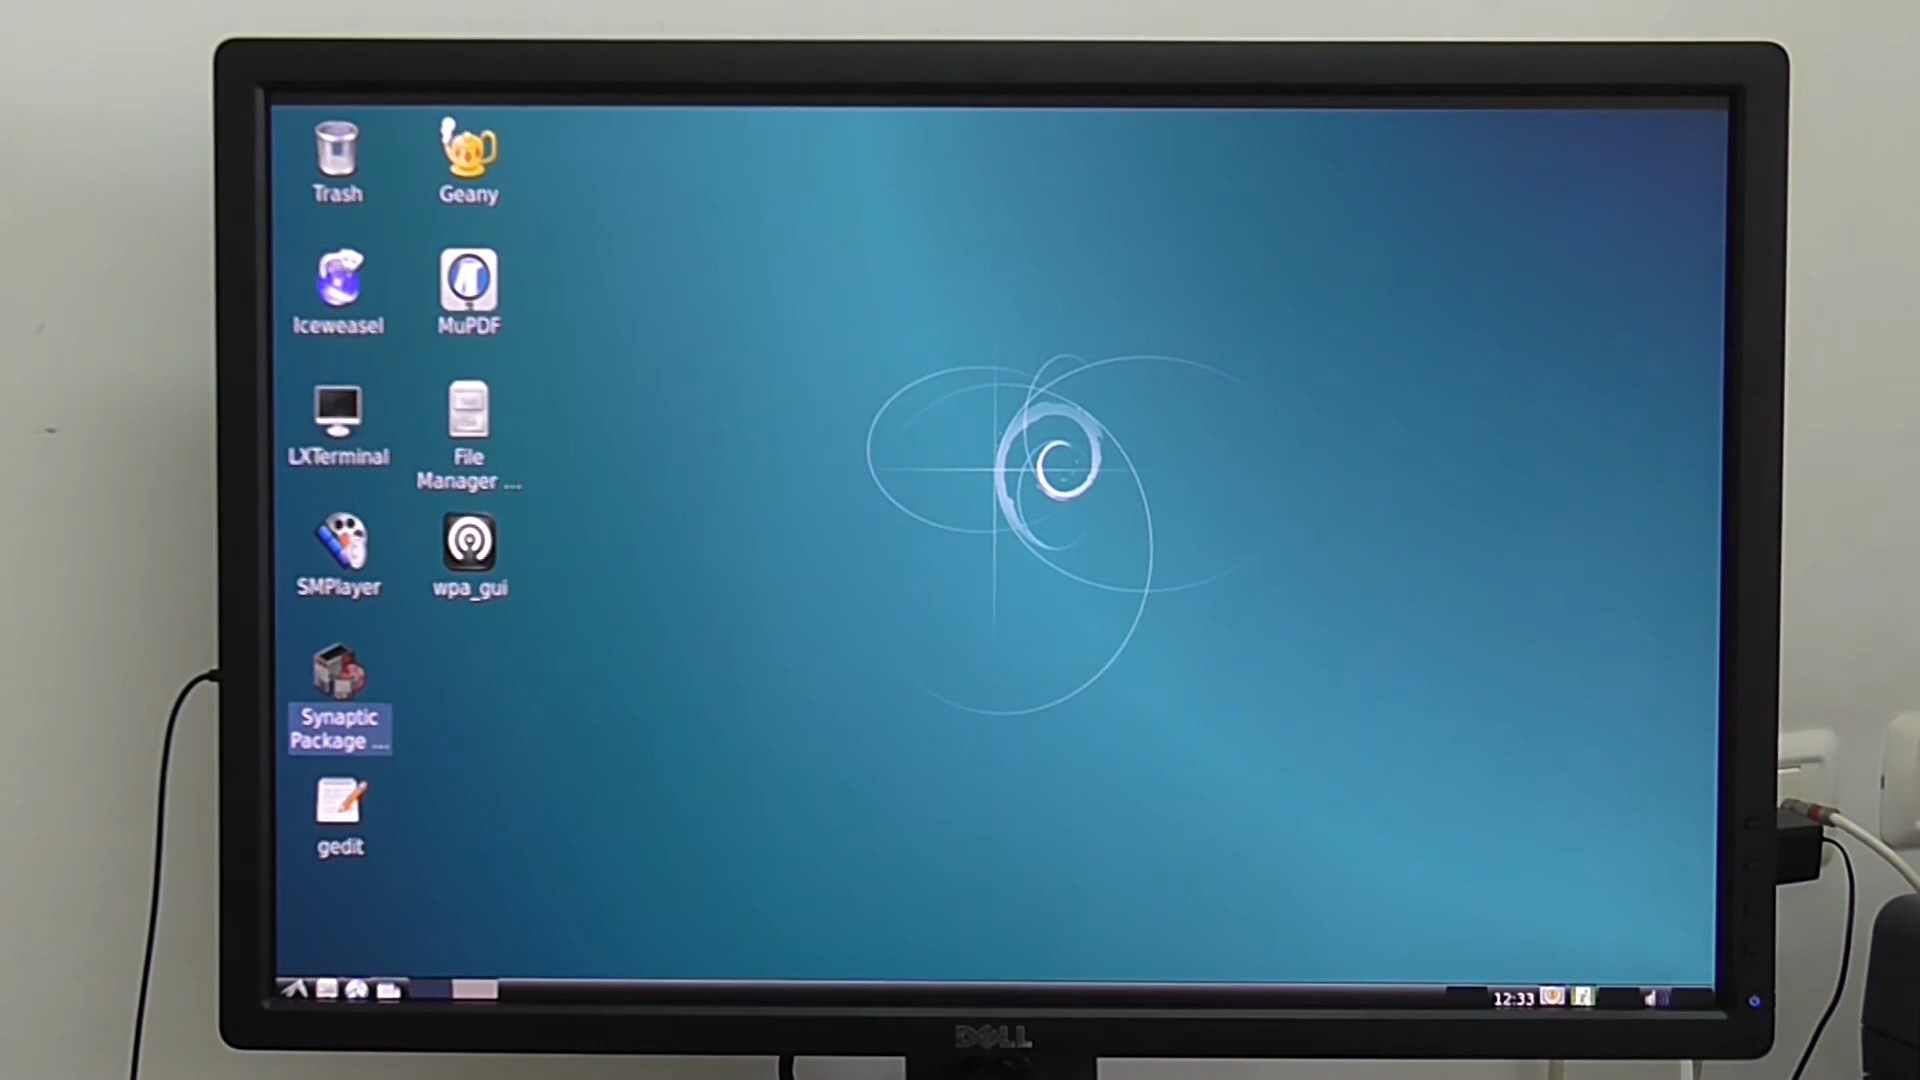 Trash
Geany
Iceweasel
MuPDF
LXTerminal
File
Manager ...
SMPlayer
wpa_gui
Synaptic
Package ...
gedit
12:33
DELL